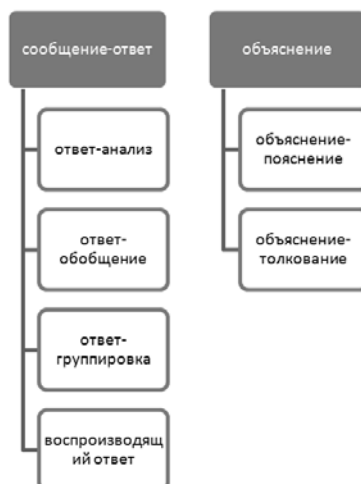 сообщение-ответ
ответ-анализ
ответ-
обобщение
ответ-
группировка
воспроизводящ
ий ответ
объяснение
объяснение-
пояснение
объяснение-
толкование